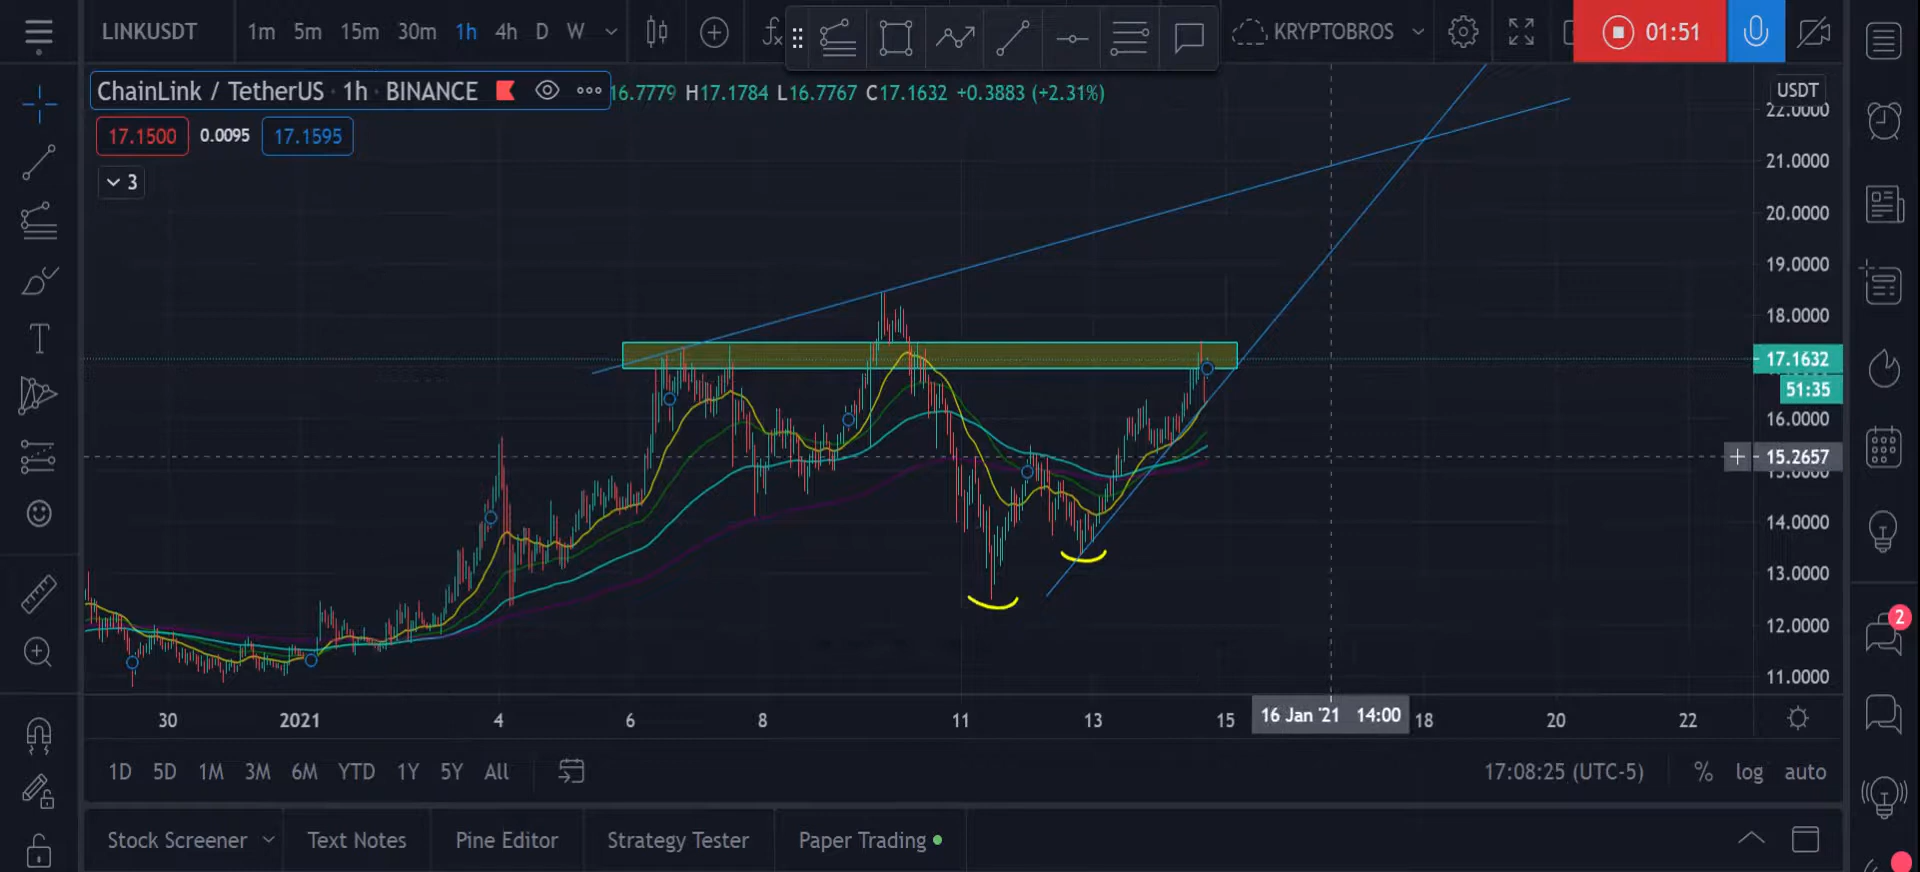 LINKUSDT 1m 5m 15m 30m 1h 4h D W KRYPTOBROS 01:51
ChainLink / TetherUS · 1h · BINANCE 16.7779 H17.1784 L16.7767 C17.1632 +0.3883 (+2.31%)
USDT
22.0000
17.1500 0.0095 17.1595
3
21.0000
20.0000
19.0000
18.0000
17.1632
51:35
16.0000
15.2657
15.0000
14.0000
13.0000
12.0000
11.0000
30 2021 4 6 8 11 13 15 16 Jan '21 14:00 18 20 22
1D 5D 1M 3M 6M YTD 1Y 5Y All 17:08:25 (UTC-5) % log auto
Stock Screener Text Notes Pine Editor Strategy Tester Paper Trading
2